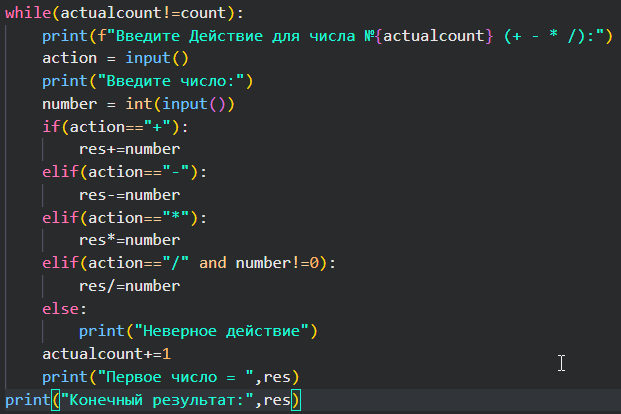 while(actualcount!=count):
    print(f"Введите Действие для числа №{actualcount} (+ - * /):")
    action = input()
    print("Введите число:")
    number = int(input())
    if(action=="+"):
        res+=number
    elif(action=="-"):
        res-=number
    elif(action=="*"):
        res*=number
    elif(action=="/" and number!=0):
        res/=number
    else:
        print("Неверное действие")
    actualcount+=1
    print("Первое число = ",res)
print("Конечный результат:",res)